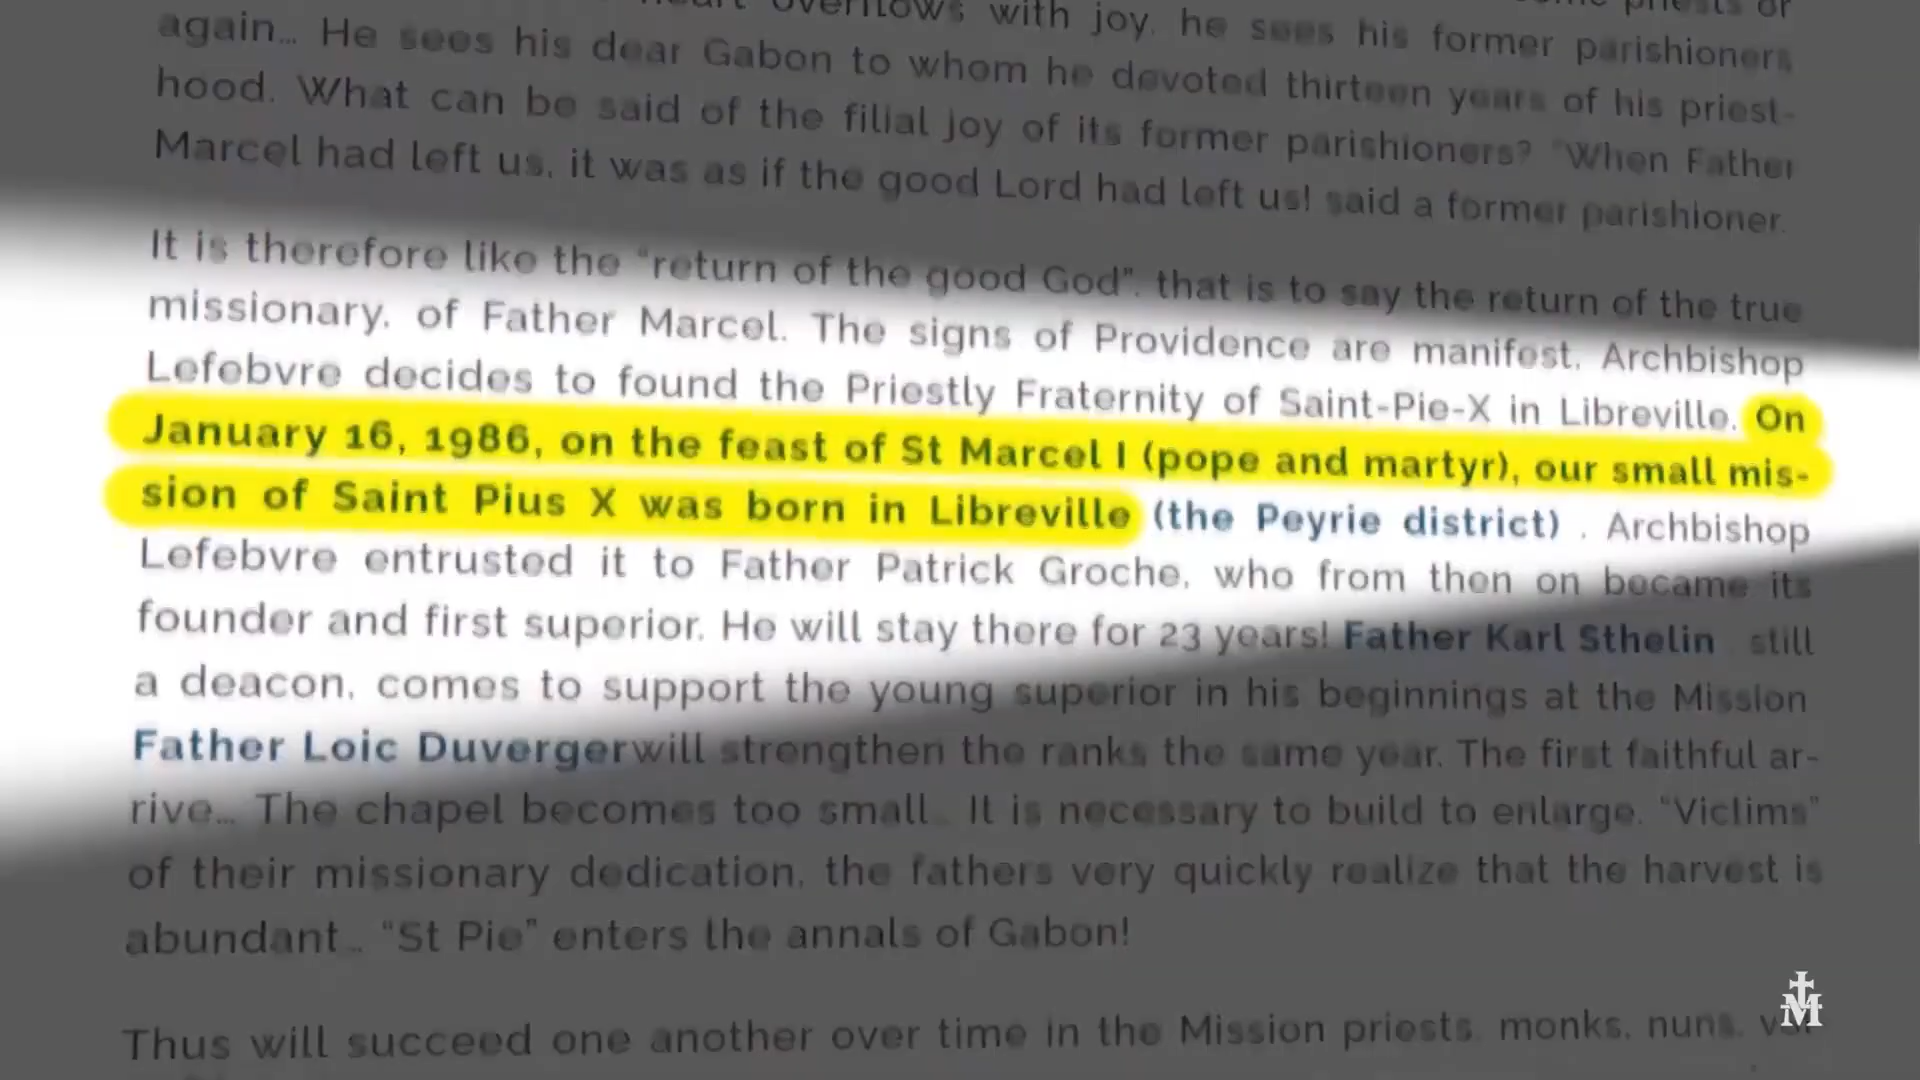 overflows with joy, he sees his former parishioners
again... He sees his dear Gabon to whom he devoted thirteen years of his priest-
hood. What can be said of the filial joy of its former parishioners? "When Father
Marcel had left us, it was as if the good Lord had left us! said a former parishioner.
It is therefore like the "return of the good God", that is to say the return of the true
missionary, of Father Marcel. The signs of Providence are manifest. Archbishop
Lefebvre decides to found the Priestly Fraternity of Saint-Pie-X in Libreville. On
January 16, 1986, on the feast of St Marcel I (pope and martyr), our small mis-
sion of Saint Pius X was born in Libreville (the Peyrie district) . Archbishop
Lefebvre entrusted it to Father Patrick Groche, who from then on became its
founder and first superior. He will stay there for 23 years! Father Karl Sthelin still
a deacon, comes to support the young superior in his beginnings at the Mission
Father Loic Duvergerwill strengthen the ranks the same year. The first faithful ar-
rive... The chapel becomes too small. It is necessary to build to enlarge. "Victims"
of their missionary dedication, the fathers very quickly realize that the harvest is
abundant... "St Pie" enters the annals of Gabon!
Thus will succeed one another over time in the Mission priests, monks, nuns,